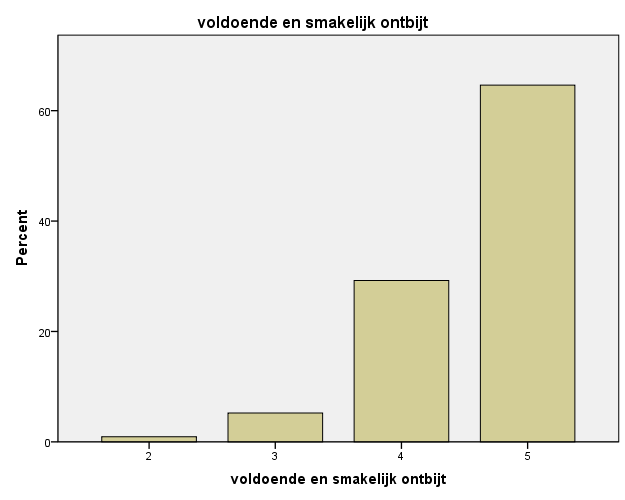 voldoende en smakelijk ontbijt
Percent
60
40
20
0
2 3 4 5
voldoende en smakelijk ontbijt